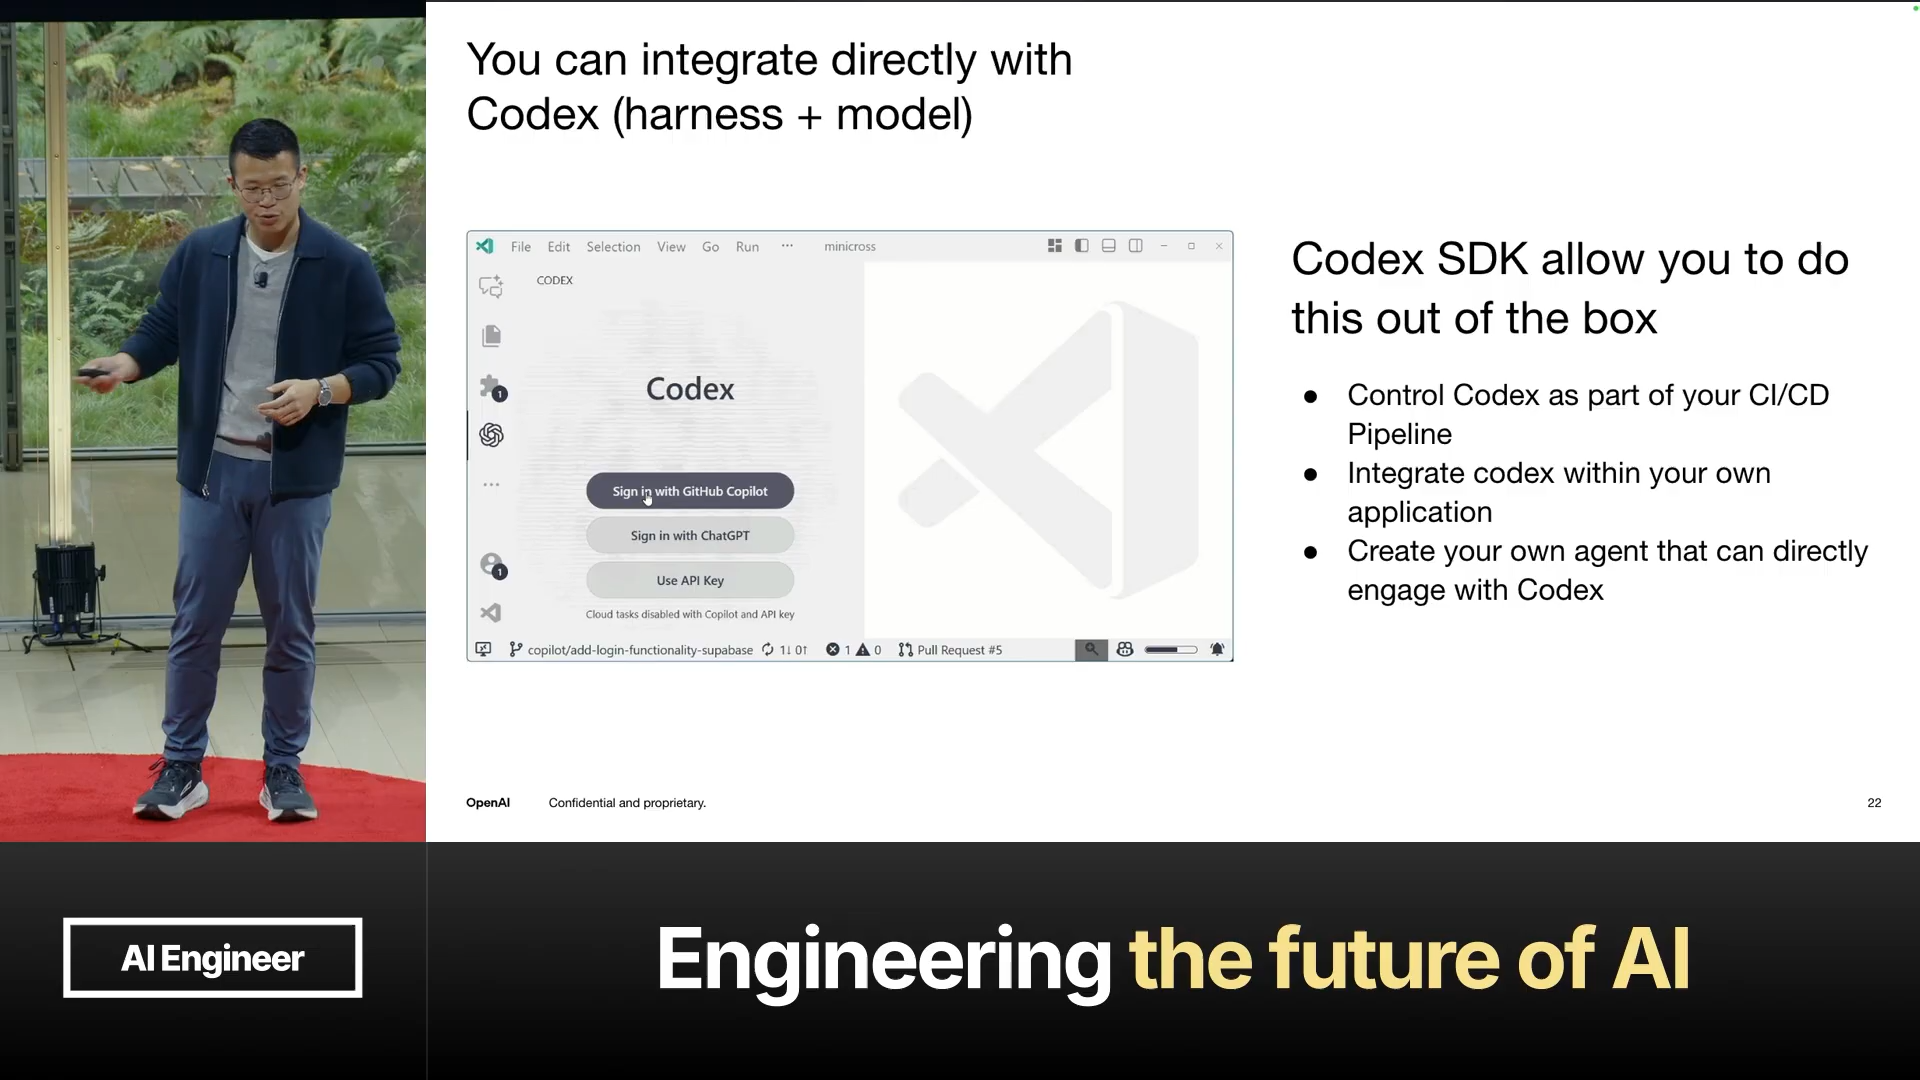 You can integrate directly with
Codex (harness + model)
File Edit Selection View Go Run ··· minicross
CODEX
1
Codex
Sign in with GitHub Copilot
Sign in with ChatGPT
Use API Key
1
Cloud tasks disabled with Copilot and API key
copilot/add-login-functionality-supabase 1↓ 0↑ 1 0 Pull Request #5
Codex SDK allow you to do
this out of the box
● Control Codex as part of your CI/CD
Pipeline
● Integrate codex within your own
application
● Create your own agent that can directly
engage with Codex
OpenAI Confidential and proprietary. 22
AI Engineer
Engineering the future of AI